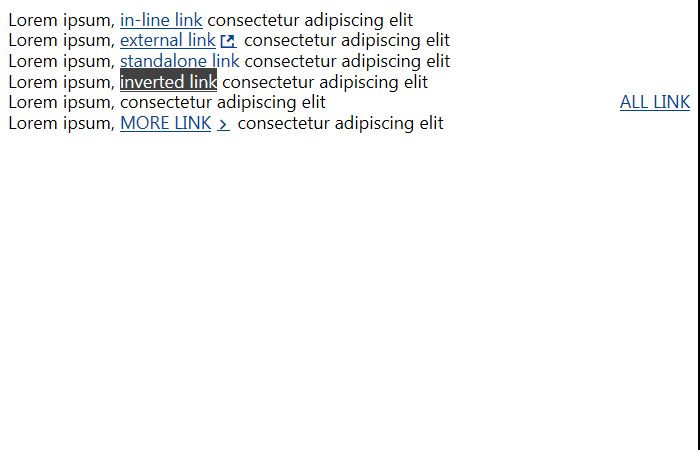 Lorem ipsum, in-line link consectetur adipiscing elit
Lorem ipsum, external link consectetur adipiscing elit
Lorem ipsum, standalone link consectetur adipiscing elit
Lorem ipsum, inverted link consectetur adipiscing elit
Lorem ipsum, consectetur adipiscing elit ALL LINK
Lorem ipsum, MORE LINK > consectetur adipiscing elit